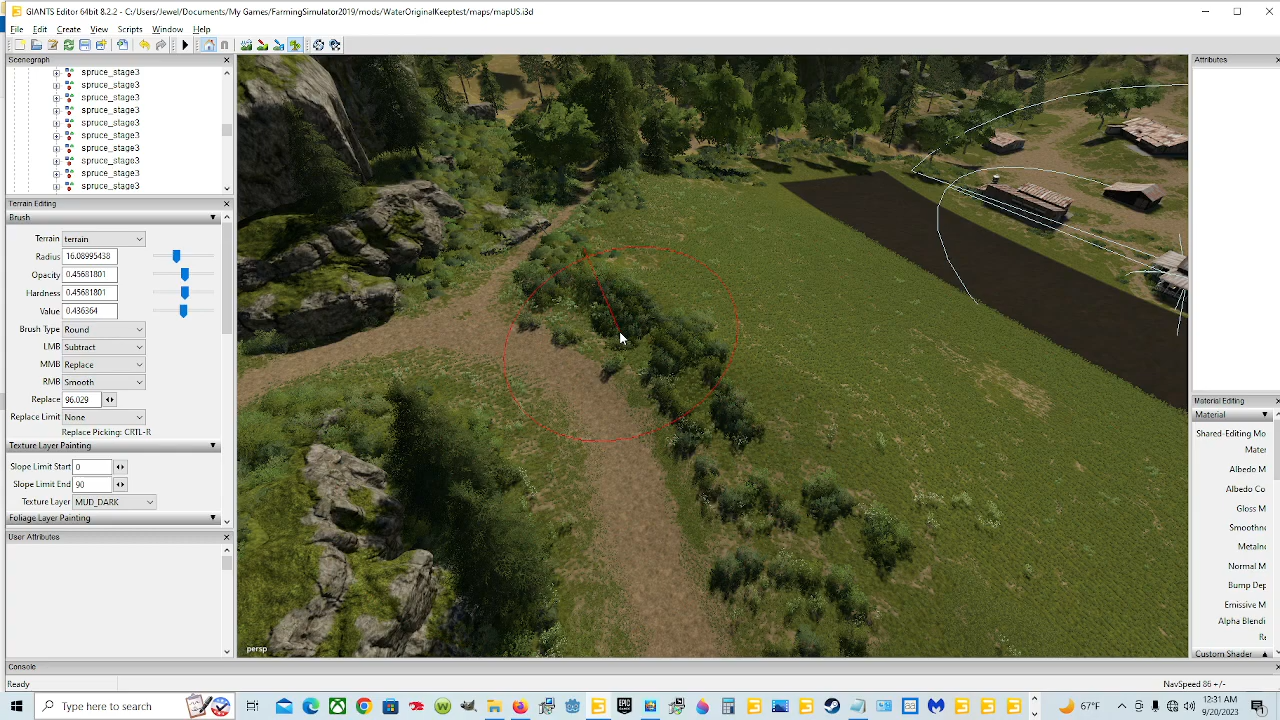 GIANTS Editor 64bit 8.2.2 - C:/Users/Jewel/Documents/My Games/FarmingSimulator2019/mods/WaterOriginalKeeptest/maps/mapUS.i3d
File Edit View Create Scripts Window Help
Scenegraph
Attributes
spruce_stage3
spruce_stage3
spruce_stage3
spruce_stage3
spruce_stage3
spruce_stage3
spruce_stage3
spruce_stage3
spruce_stage3
spruce_stage3
Terrain Editing
Brush
Terrain terrain
Radius 16.08995438
Opacity 0.45681801
Hardness 0.45681801
Value 0.436364
Brush Type Round
LMB Subtract
MMB Replace
RMB Smooth
Replace 96.029
Replace Limit None
Replace Picking: CRTL-R
Texture Layer Painting
Slope Limit Start 0
Slope Limit End 90
Texture Layer MUD_DARK
Foliage Layer Painting
User Attributes
persp
Material Editing
Material
Shared-Editing Mo
Mater
Albedo M
Albedo Co
Gloss M
Smoothn
Metalne
Normal M
Bump Dep
Emissive M
Alpha Blendi
Re
Custom Shader
Console
Ready
NavSpeed 86 +/-
Type here to search
67°F
12:31 AM
9/20/2023